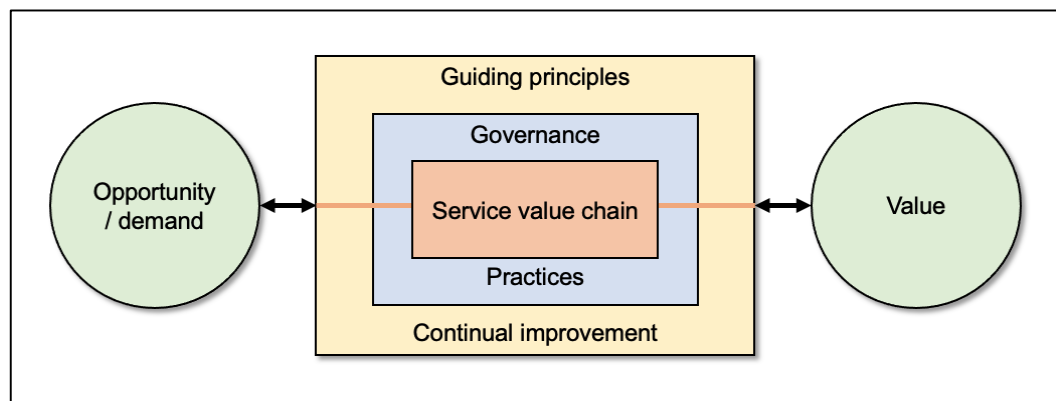 Guiding principles
Governance
Opportunity
/ demand
Service value chain
Value
Practices
Continual improvement